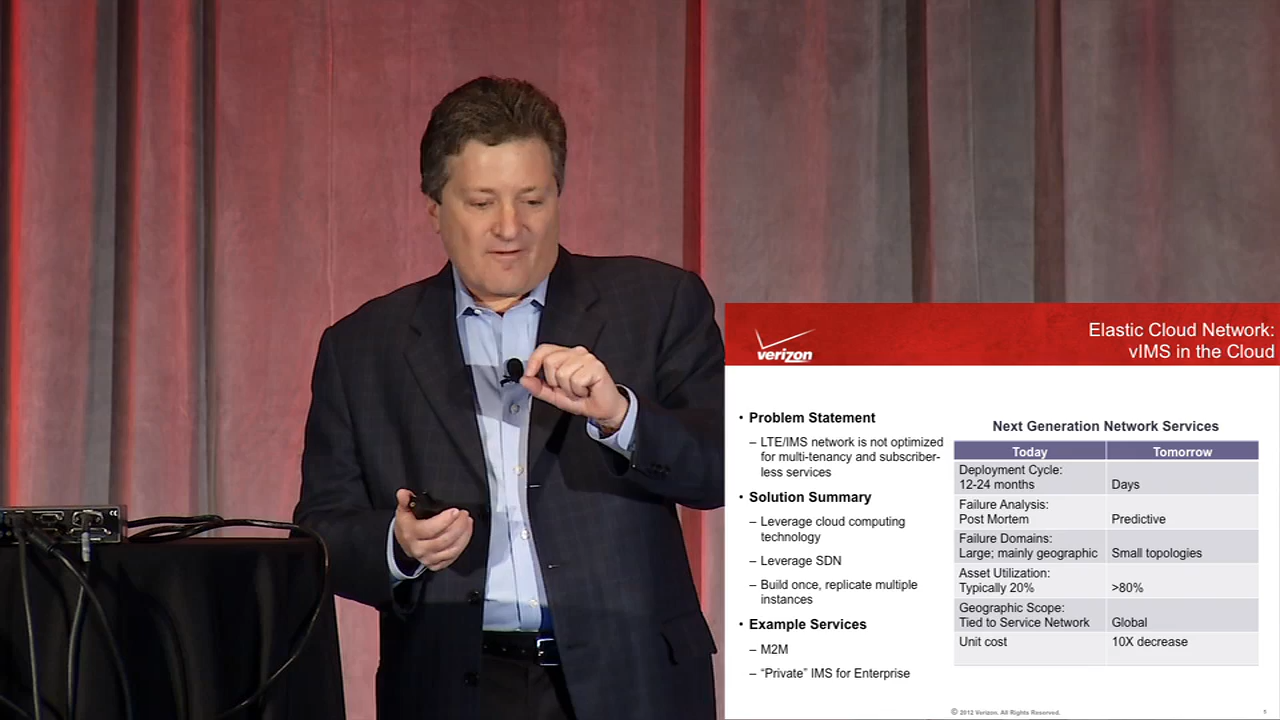 verizon
Elastic Cloud Network:
vIMS in the Cloud
• Problem Statement
– LTE/IMS network is not optimized
for multi-tenancy and subscriber-
less services
• Solution Summary
– Leverage cloud computing
technology
– Leverage SDN
– Build once, replicate multiple
instances
• Example Services
– M2M
– “Private” IMS for Enterprise
Next Generation Network Services
Today Tomorrow
Deployment Cycle:
12-24 months Days
Failure Analysis:
Post Mortem Predictive
Failure Domains:
Large; mainly geographic Small topologies
Asset Utilization:
Typically 20% >80%
Geographic Scope:
Tied to Service Network Global
Unit cost 10X decrease
© 2012 Verizon. All Rights Reserved.